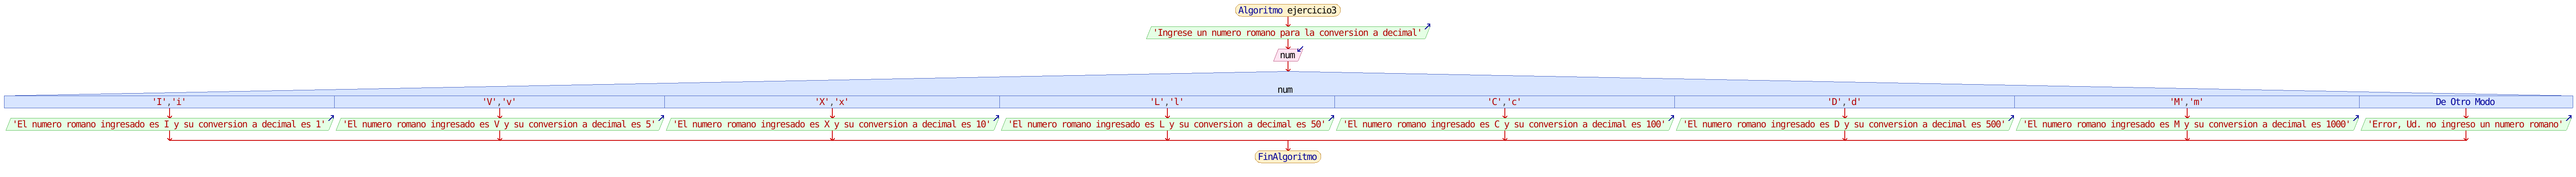 Algoritmo ejercicio3
'Ingrese un numero romano para la conversion a decimal'
num
num
'I','i'
'V','v'
'X','x'
'L','l'
'C','c'
'D','d'
'M','m'
De Otro Modo
'El numero romano ingresado es I y su conversion a decimal es 1'
'El numero romano ingresado es V y su conversion a decimal es 5'
'El numero romano ingresado es X y su conversion a decimal es 10'
'El numero romano ingresado es L y su conversion a decimal es 50'
'El numero romano ingresado es C y su conversion a decimal es 100'
'El numero romano ingresado es D y su conversion a decimal es 500'
'El numero romano ingresado es M y su conversion a decimal es 1000'
'Error, Ud. no ingreso un numero romano'
FinAlgoritmo